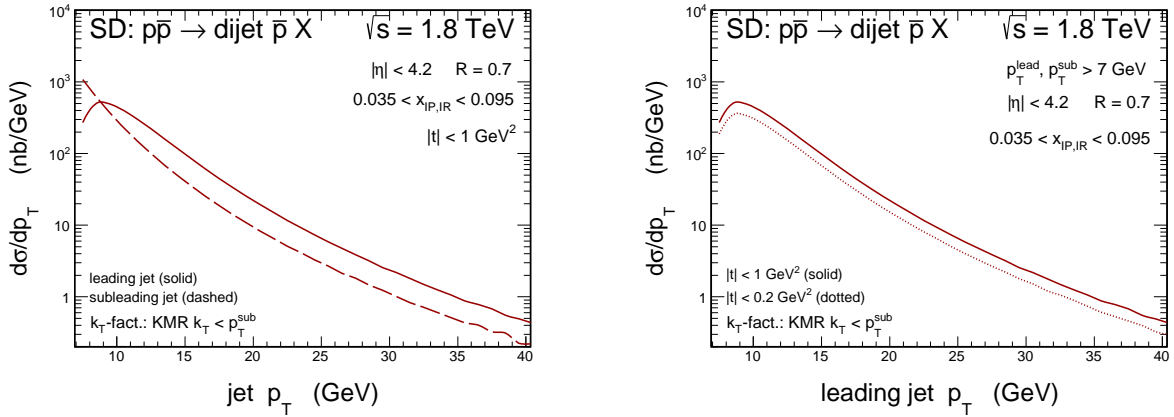 SD: pp̅ → dijet p̅ X √s = 1.8 TeV
|η| < 4.2 R = 0.7
0.035 < x_IP,IR < 0.095
|t| < 1 GeV²
leading jet (solid)
subleading jet (dashed)
k_T-fact.: KMR k_T < p_T^sub
dσ/dp_T (nb/GeV)
10⁴
10³
10²
10
1
10 15 20 25 30 35 40
jet p_T (GeV)
SD: pp̅ → dijet p̅ X √s = 1.8 TeV
p_T^lead, p_T^sub > 7 GeV
|η| < 4.2 R = 0.7
0.035 < x_IP,IR < 0.095
|t| < 1 GeV² (solid)
|t| < 0.2 GeV² (dotted)
k_T-fact.: KMR k_T < p_T^sub
dσ/dp_T (nb/GeV)
10⁴
10³
10²
10
1
10 15 20 25 30 35 40
leading jet p_T (GeV)